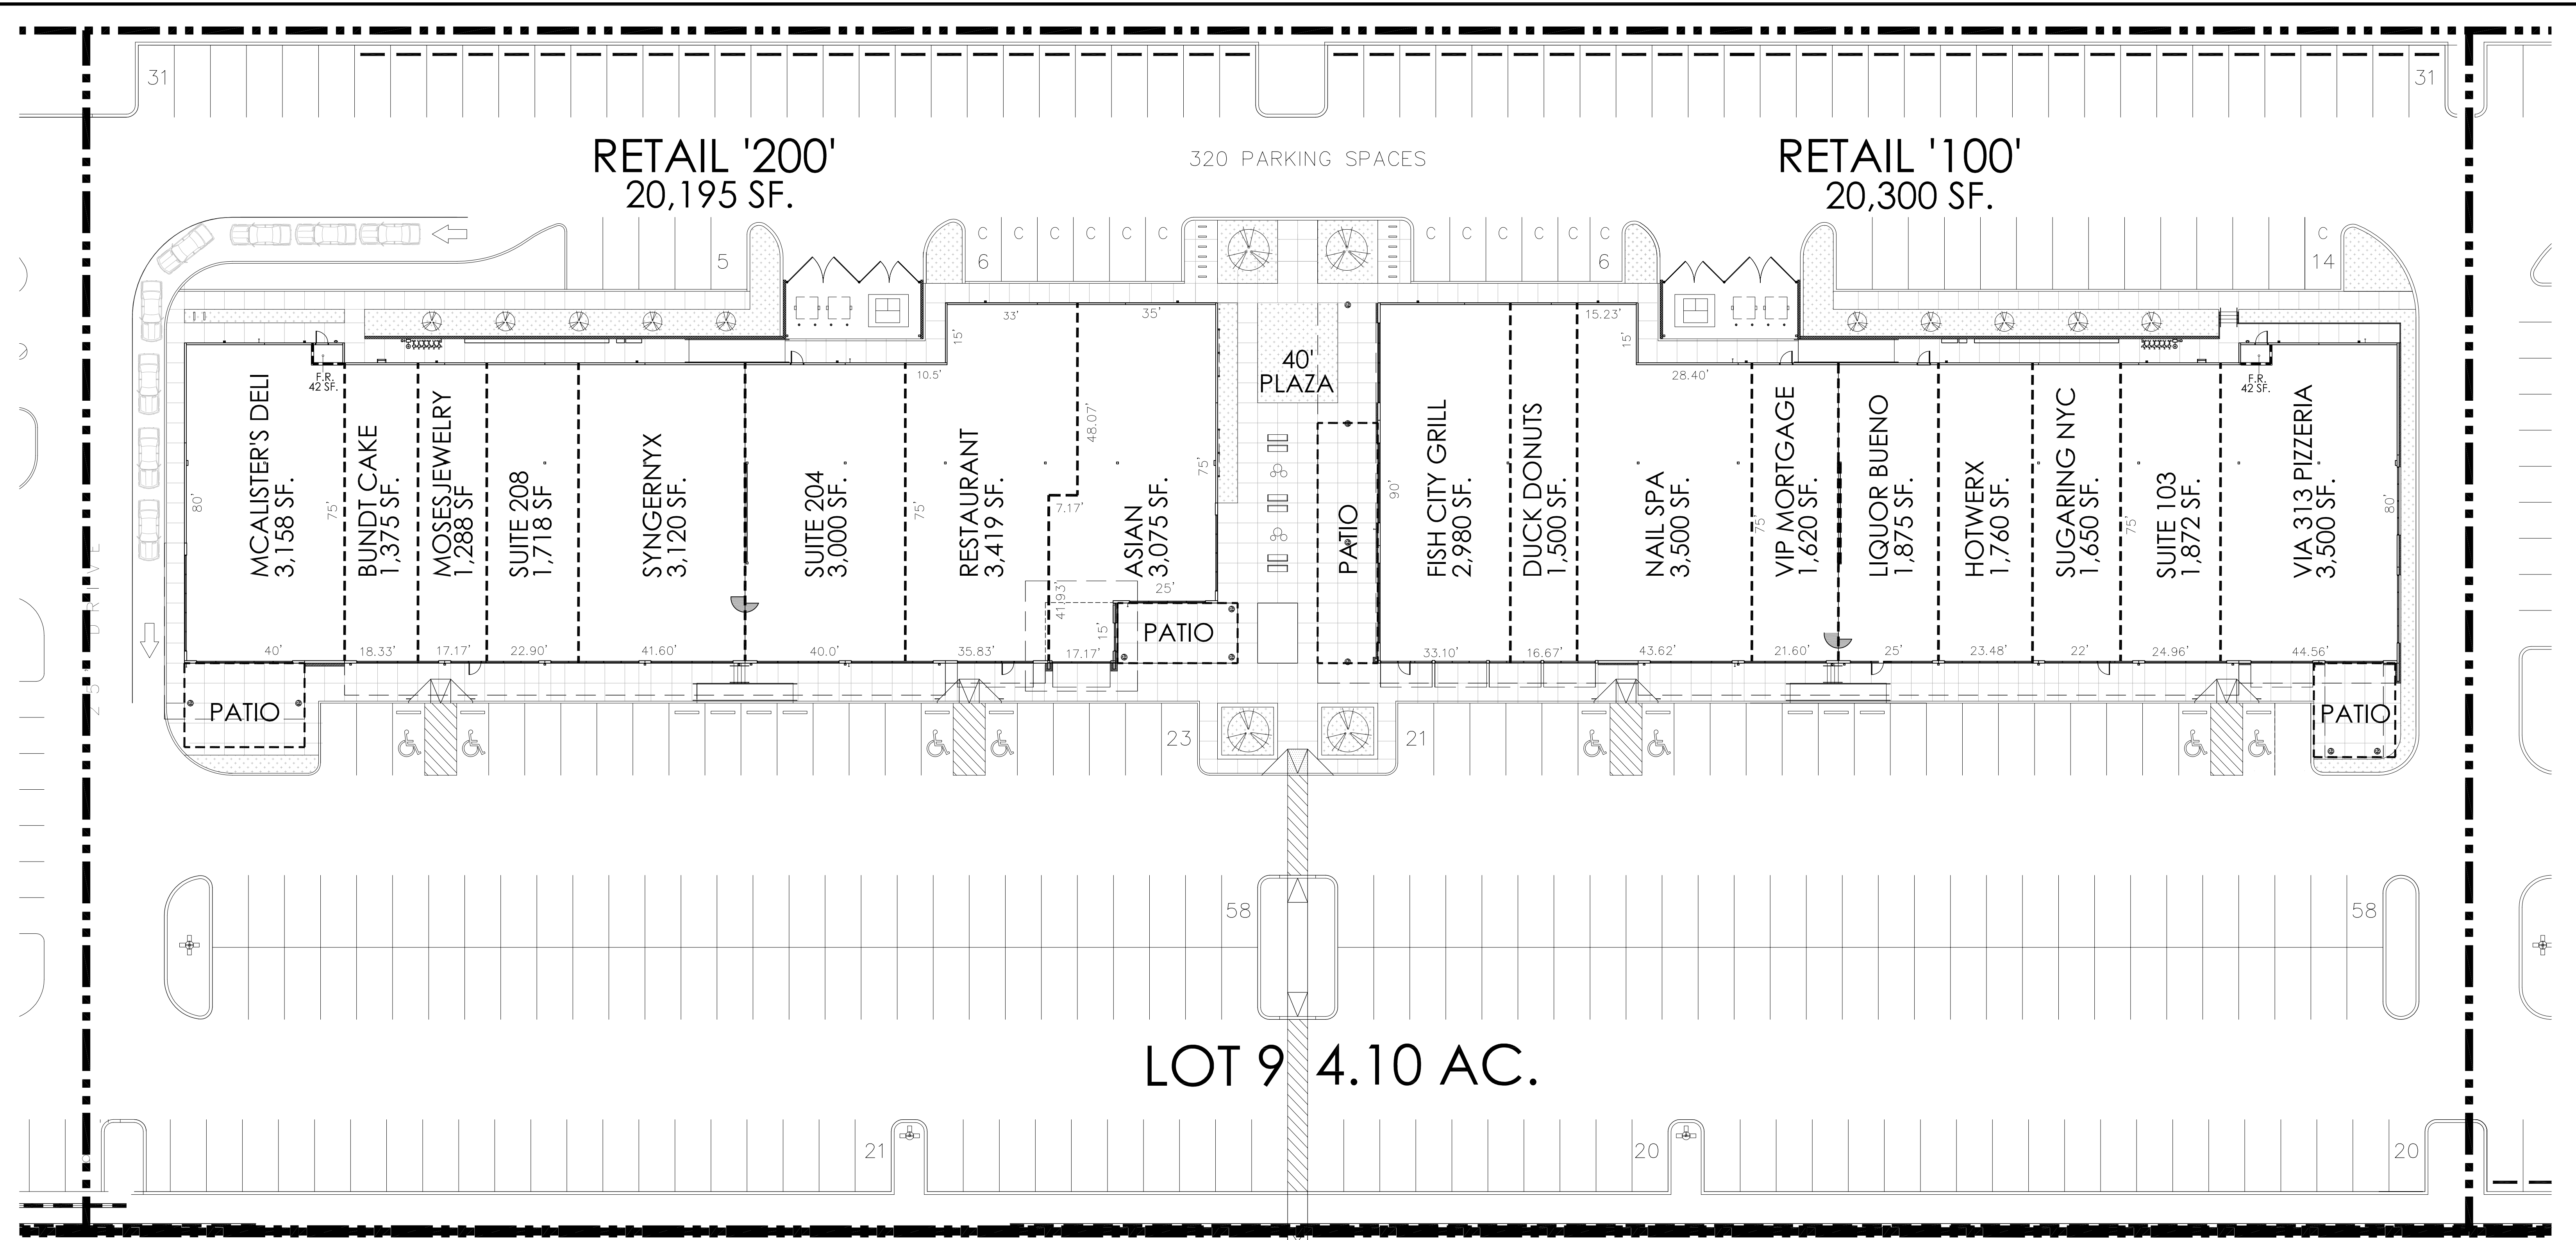 31
31
RETAIL '200'
20,195 SF.
320 PARKING SPACES
RETAIL '100'
20,300 SF.
5
C C C C C C
6
C C C C C C
6
C
14
33'
35'
15'
10.5'
15.23'
15'
28.40'
40'
PLAZA
F.R.
42 SF.
F.R.
42 SF.
80'
MCALISTER'S DELI
3,158 SF.
75'
BUNDT CAKE
1,375 SF.
MOSESJEWELRY
1,288 SF
SUITE 208
1,718 SF
SYNGERNYX
3,120 SF.
SUITE 204
3,000 SF.
75'
RESTAURANT
3,419 SF.
48.07'
7.17'
41.93'
ASIAN
3,075 SF.
75'
25'
15'
PATIO
PATIO
90'
FISH CITY GRILL
2,980 SF.
DUCK DONUTS
1,500 SF.
NAIL SPA
3,500 SF.
75'
VIP MORTGAGE
1,620 SF.
LIQUOR BUENO
1,875 SF.
HOTWERX
1,760 SF.
SUGARING NYC
1,650 SF.
75'
SUITE 103
1,872 SF.
VIA 313 PIZZERIA
3,500 SF.
80'
40'
18.33'
17.17'
22.90'
41.60'
40.0'
35.83'
17.17'
33.10'
16.67'
43.62'
21.60'
25'
23.48'
22'
24.96'
44.56'
25' DRIVE
PATIO
PATIO
23
21
58
58
LOT 9 4.10 AC.
21
20
20